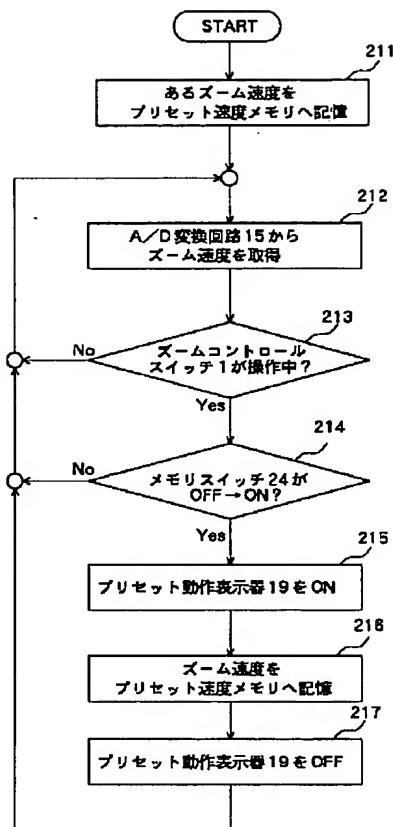 START
211
あるズーム速度を
プリセット速度メモリへ記憶
212
A/D変換回路15から
ズーム速度を取得
213
ズームコントロール
スイッチ1が操作中?
No
Yes
214
メモリスイッチ24が
OFF→ON?
No
Yes
215
プリセット動作表示器19をON
216
ズーム速度を
プリセット速度メモリへ記憶
217
プリセット動作表示器19をOFF